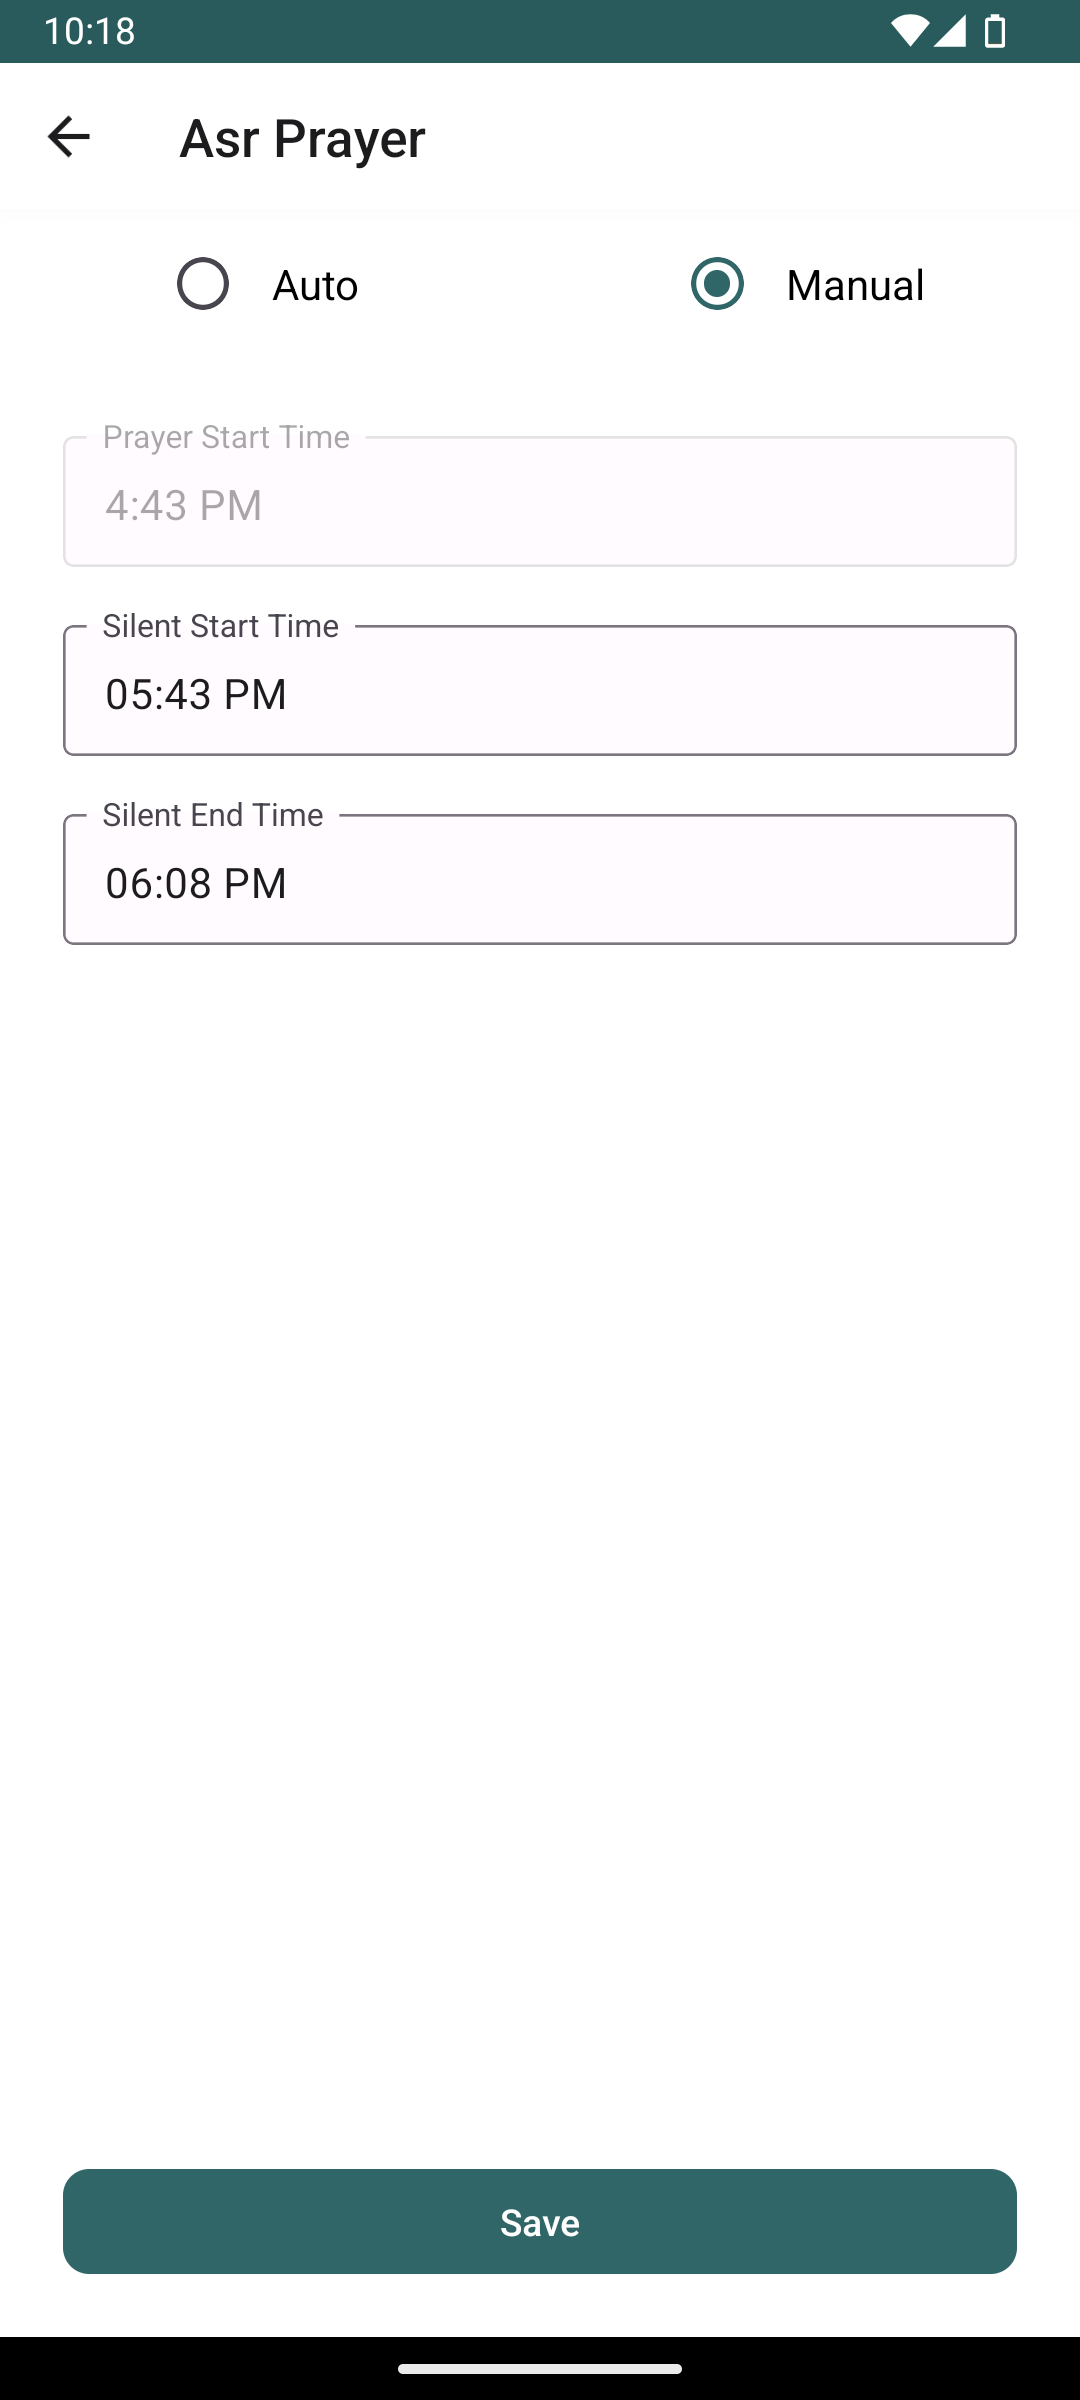 10:18
Asr Prayer
Auto Manual
Prayer Start Time
4:43 PM
Silent Start Time
05:43 PM
Silent End Time
06:08 PM
Save